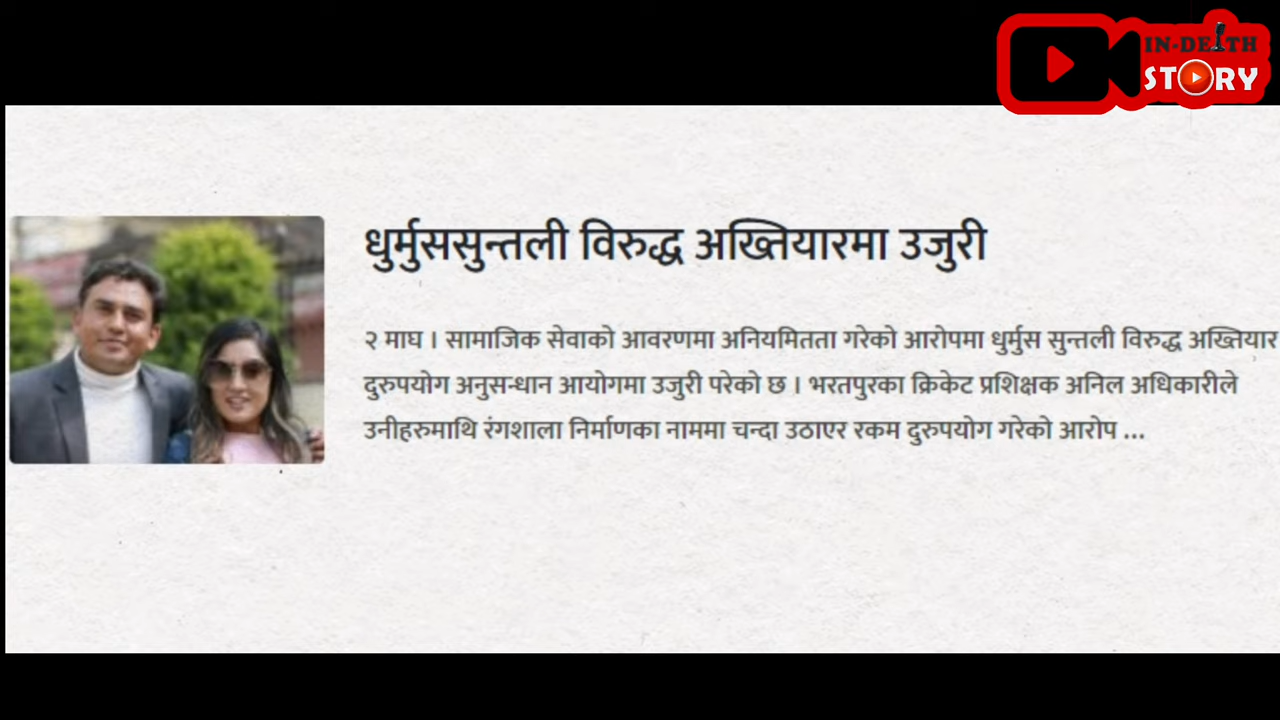 IN-DEPTH
STORY
धुर्मुससुन्तली विरुद्ध अख्तियारमा उजुरी
२ माघ । सामाजिक सेवाको आवरणमा अनियमितता गरेको आरोपमा धुर्मुस सुन्तली विरुद्ध अख्तियार
दुरुपयोग अनुसन्धान आयोगमा उजुरी परेको छ । भरतपुरका क्रिकेट प्रशिक्षक अनिल अधिकारीले
उनीहरुमाथि रंगशाला निर्माणका नाममा चन्दा उठाएर रकम दुरुपयोग गरेको आरोप ...